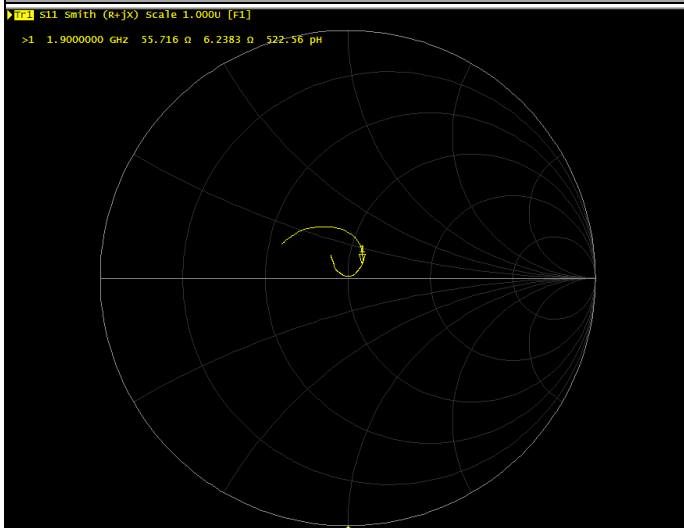 Tr1 S11 Smith (R+jX) Scale 1.000U [F1]
>1 1.9000000 GHz 55.716 Ω 6.2383 Ω 522.56 pH
1